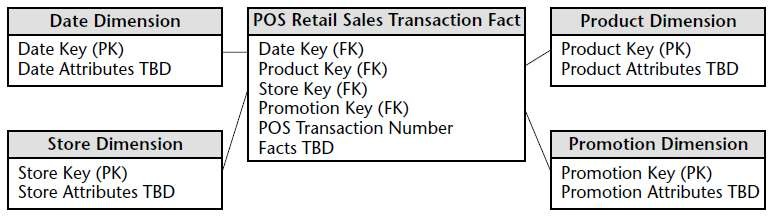 Date Dimension
Date Key (PK)
Date Attributes TBD
Store Dimension
Store Key (PK)
Store Attributes TBD
POS Retail Sales Transaction Fact
Date Key (FK)
Product Key (FK)
Store Key (FK)
Promotion Key (FK)
POS Transaction Number
Facts TBD
Product Dimension
Product Key (PK)
Product Attributes TBD
Promotion Dimension
Promotion Key (PK)
Promotion Attributes TBD